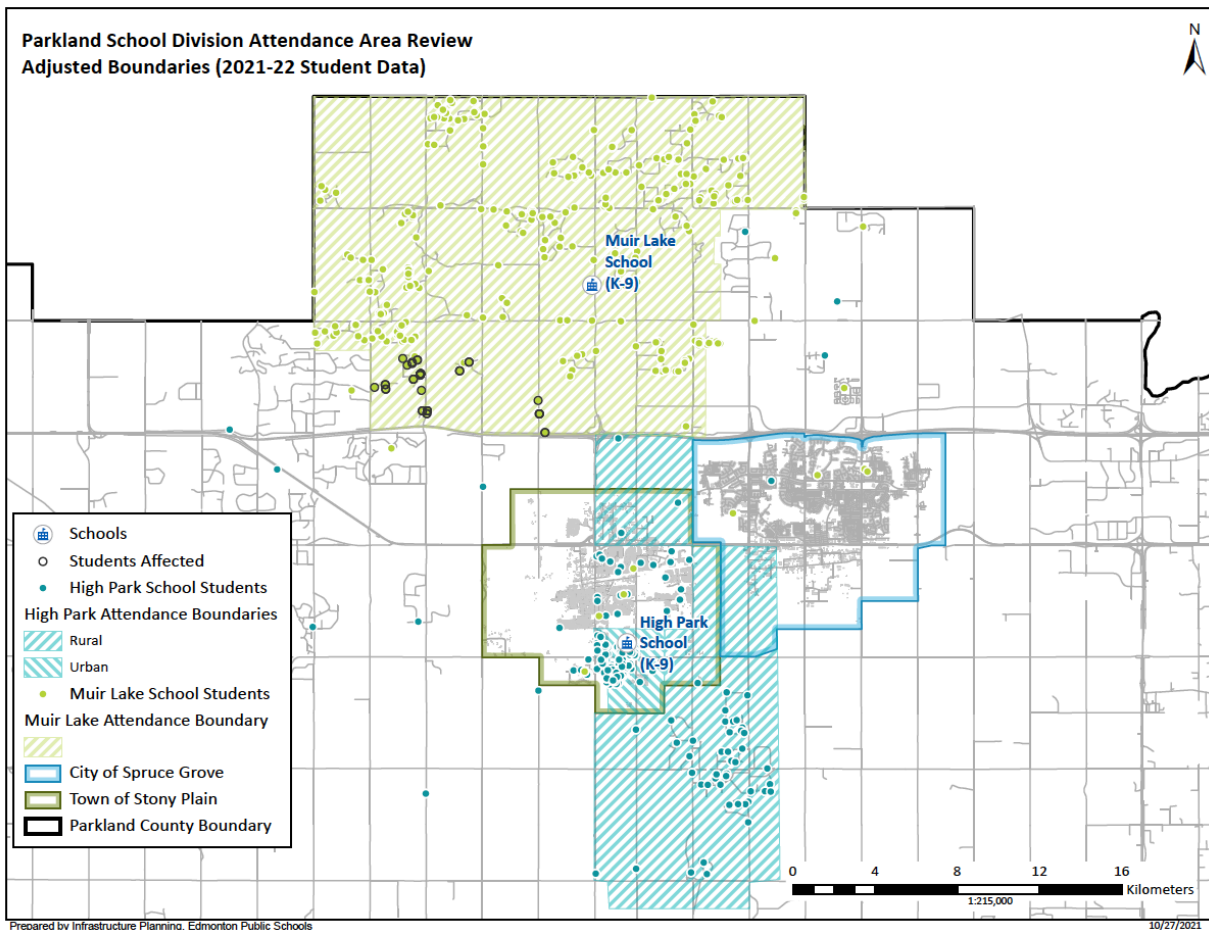 Parkland School Division Attendance Area Review
Adjusted Boundaries (2021-22 Student Data)
N
Muir Lake
School
(K-9)
Schools
Students Affected
High Park School Students
High Park Attendance Boundaries
Rural
Urban
Muir Lake School Students
Muir Lake Attendance Boundary
City of Spruce Grove
Town of Stony Plain
Parkland County Boundary
High Park
School
(K-9)
0 4 8 12 16
Kilometers
1:215,000
Prepared by Infrastructure Planning, Edmonton Public Schools
10/27/2021